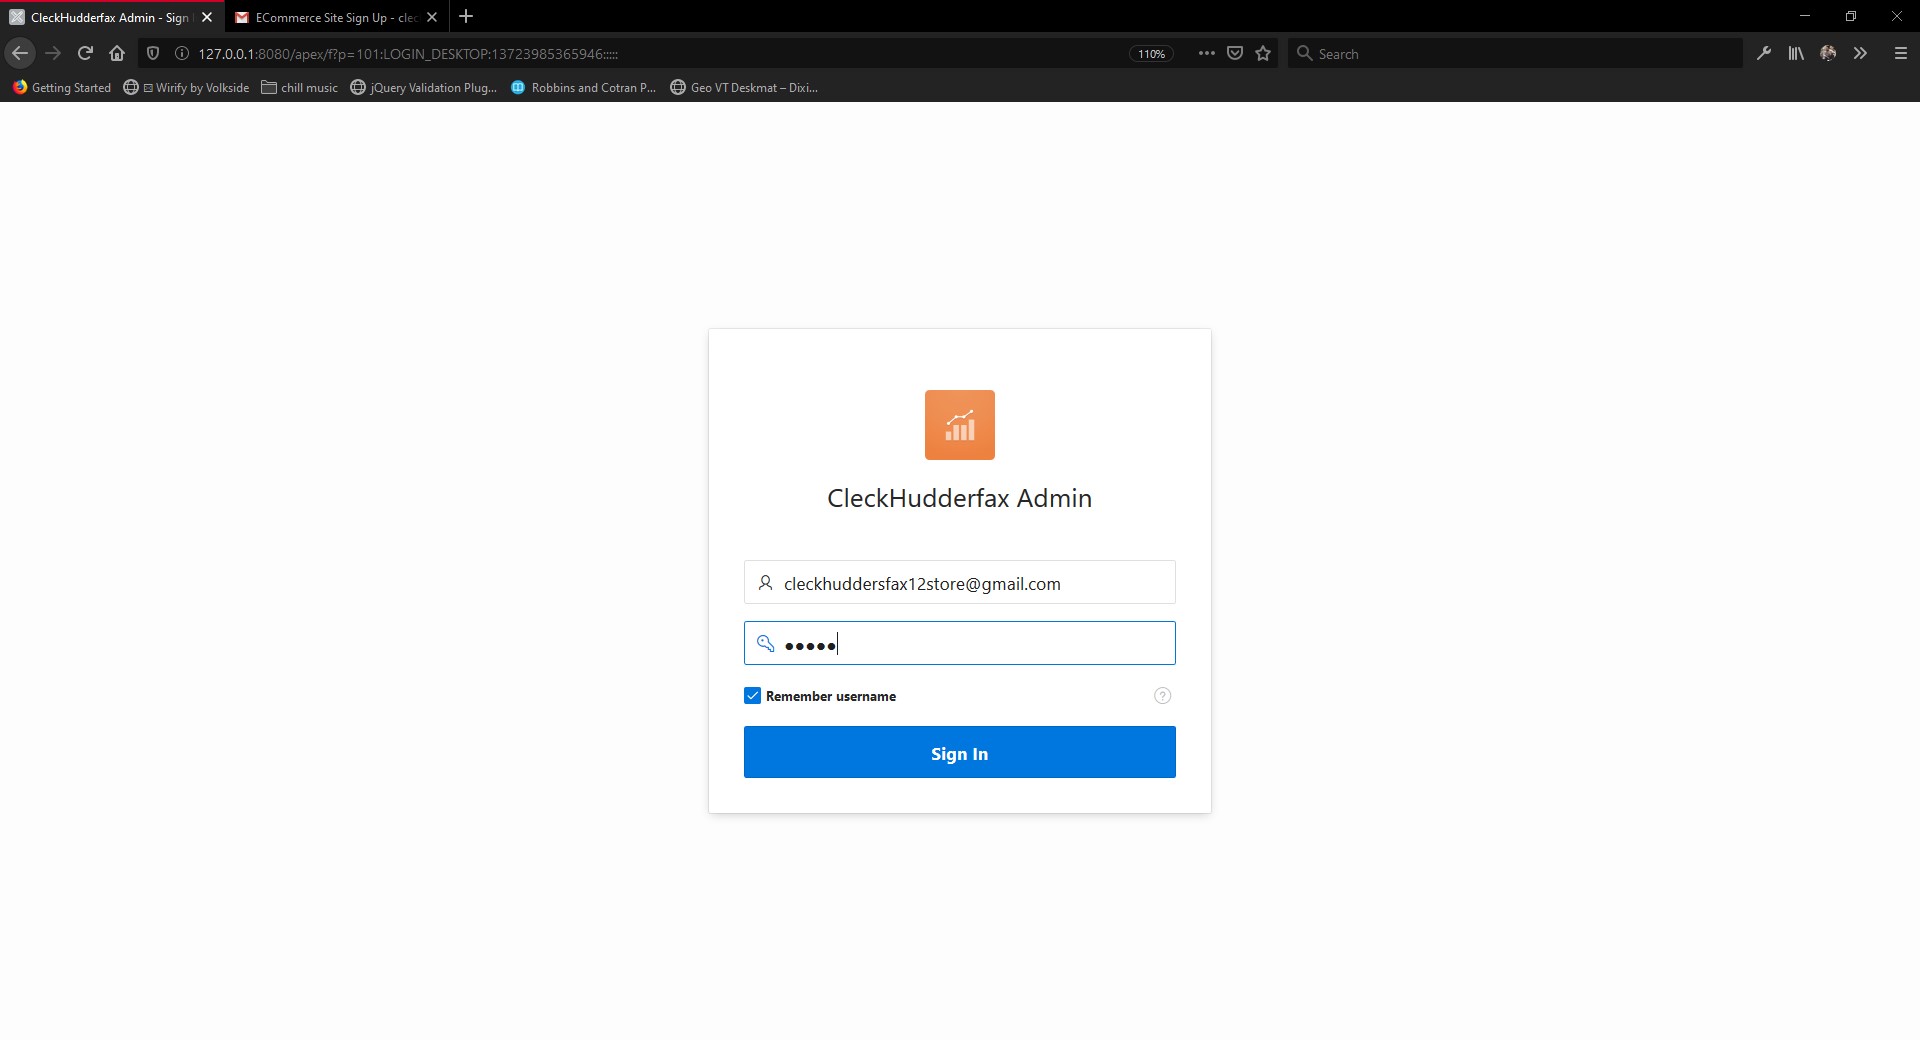 CleckHudderfax Admin - Sign
ECommerce Site Sign Up - clec
127.0.0.1:8080/apex/f?p=101:LOGIN_DESKTOP:13723985365946:::::
110%
Search
Getting Started
Wirify by Volkside
chill music
jQuery Validation Plug...
Robbins and Cotran P...
Geo VT Deskmat – Dixi...
CleckHudderfax Admin
cleckhuddersfax12store@gmail.com
●●●●●
Remember username
?
Sign In